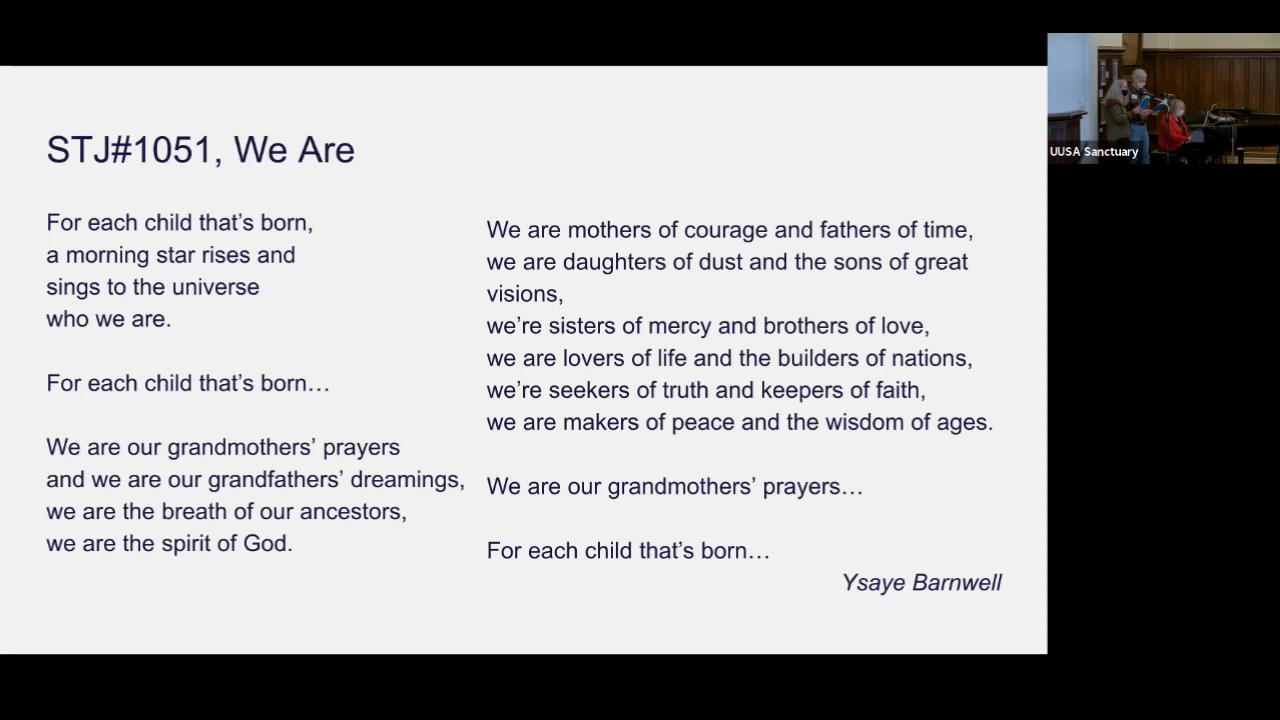 STJ#1051, We Are
For each child that's born,
a morning star rises and
sings to the universe
who we are.
For each child that's born…
We are our grandmothers' prayers
and we are our grandfathers' dreamings,
we are the breath of our ancestors,
we are the spirit of God.
We are mothers of courage and fathers of time,
we are daughters of dust and the sons of great
visions,
we're sisters of mercy and brothers of love,
we are lovers of life and the builders of nations,
we're seekers of truth and keepers of faith,
we are makers of peace and the wisdom of ages.
We are our grandmothers' prayers…
For each child that's born…
Ysaye Barnwell
UUSA Sanctuary